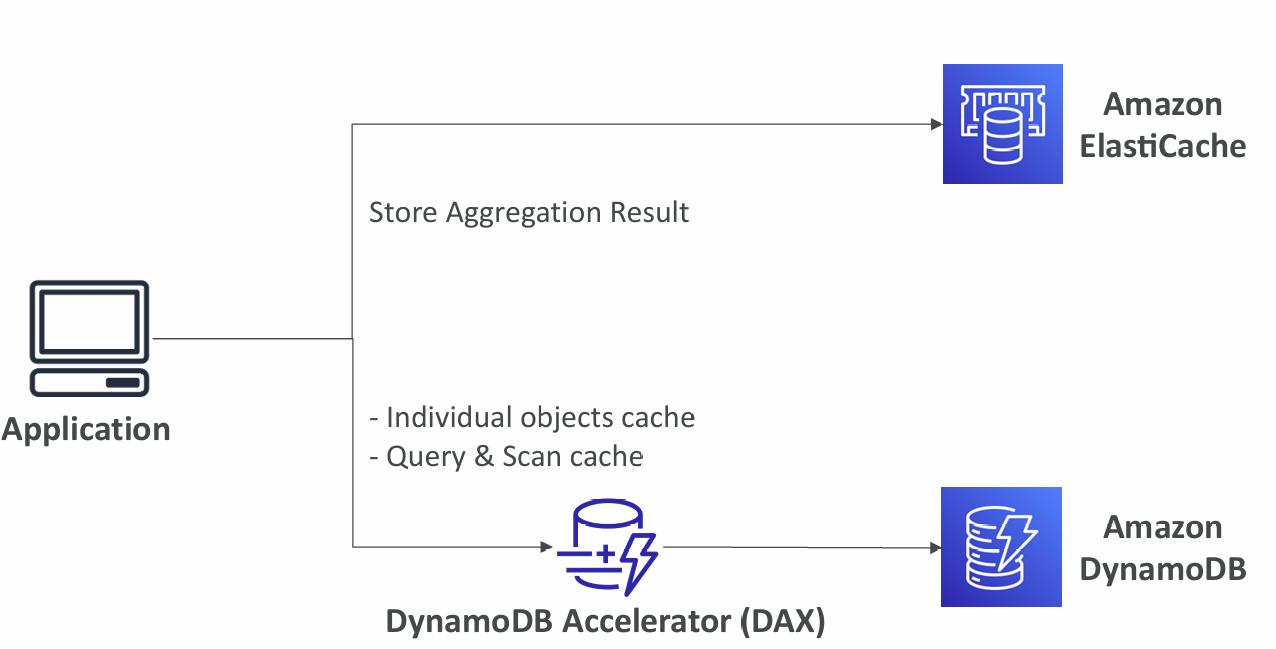 Amazon
ElastiCache
Store Aggregation Result
Application
- Individual objects cache
- Query & Scan cache
Amazon
DynamoDB
DynamoDB Accelerator (DAX)